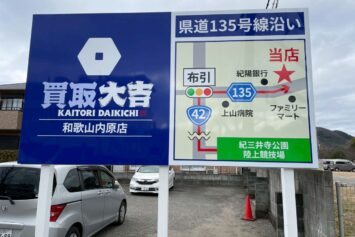 買取大吉
KAITORI DAIKICHI
和歌山内原店
県道135号線沿い
当店
紀陽銀行
布引
135
ファミリー
マート
上山病院
42
紀三井寺公園
陸上競技場